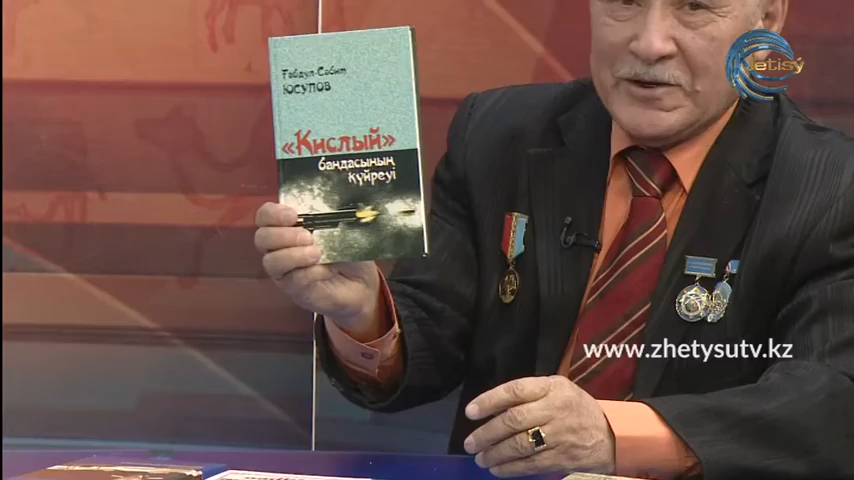 Jetisý
Ғабдул-Сабит
ЮСУПОВ
«Кислый»
бандасының
күйреуі
www.zhetysutv.kz